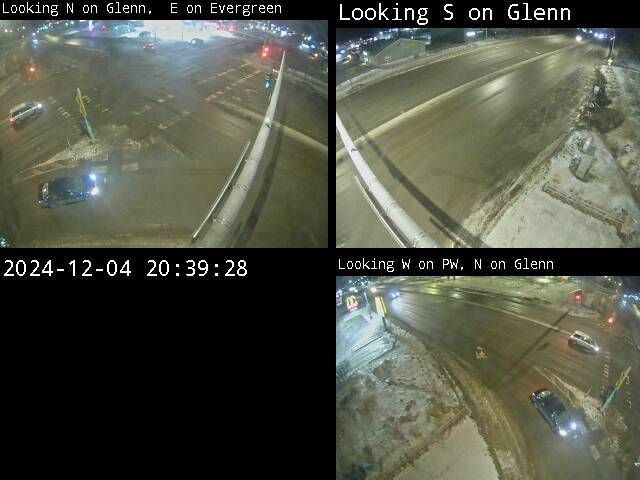 Looking N on Glenn, E on Evergreen
Looking S on Glenn
2024-12-04 20:39:28
Looking W on PW, N on Glenn